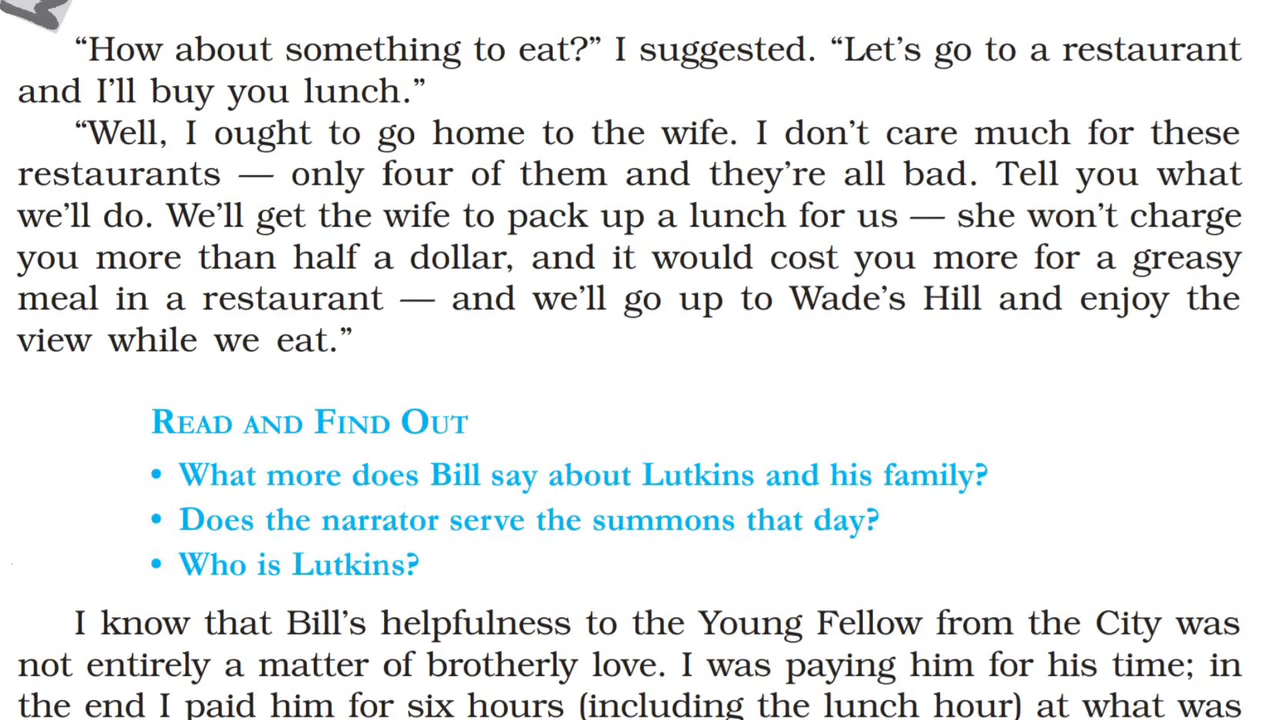 “How about something to eat?” I suggested. “Let’s go to a restaurant
and I’ll buy you lunch.”
“Well, I ought to go home to the wife. I don’t care much for these
restaurants — only four of them and they’re all bad. Tell you what
we’ll do. We’ll get the wife to pack up a lunch for us — she won’t charge
you more than half a dollar, and it would cost you more for a greasy
meal in a restaurant — and we’ll go up to Wade’s Hill and enjoy the
view while we eat.”
READ AND FIND OUT
• What more does Bill say about Lutkins and his family?
• Does the narrator serve the summons that day?
• Who is Lutkins?
I know that Bill’s helpfulness to the Young Fellow from the City was
not entirely a matter of brotherly love. I was paying him for his time; in
the end I paid him for six hours (including the lunch hour) at what was